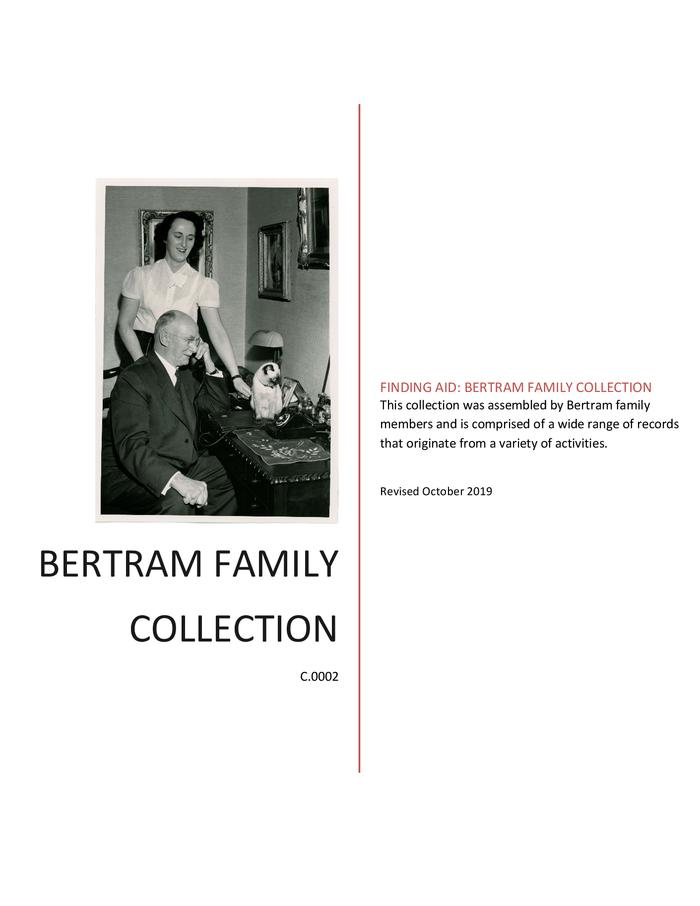 BERTRAM FAMILY
COLLECTION
C.0002
FINDING AID: BERTRAM FAMILY COLLECTION
This collection was assembled by Bertram family
members and is comprised of a wide range of records
that originate from a variety of activities.
Revised October 2019